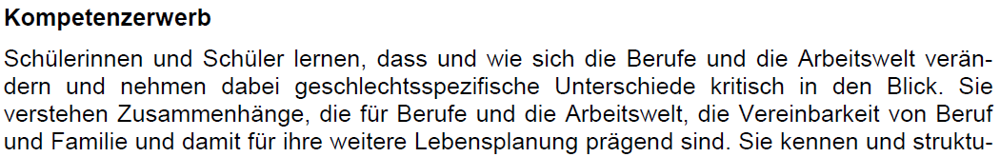 Kompetenzerwerb
Schülerinnen und Schüler lernen, dass und wie sich die Berufe und die Arbeitswelt verän-
dern und nehmen dabei geschlechtsspezifische Unterschiede kritisch in den Blick. Sie
verstehen Zusammenhänge, die für Berufe und die Arbeitswelt, die Vereinbarkeit von Beruf
und Familie und damit für ihre weitere Lebensplanung prägend sind. Sie kennen und struktu-